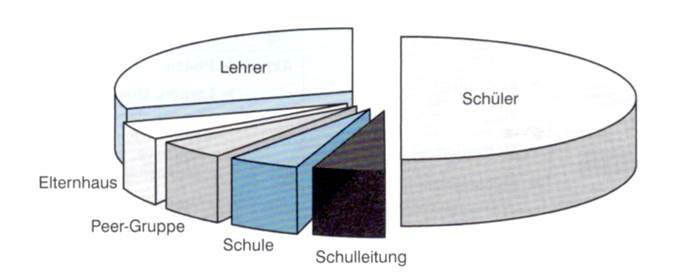 Lehrer
Schüler
Elternhaus
Peer-Gruppe
Schule
Schulleitung